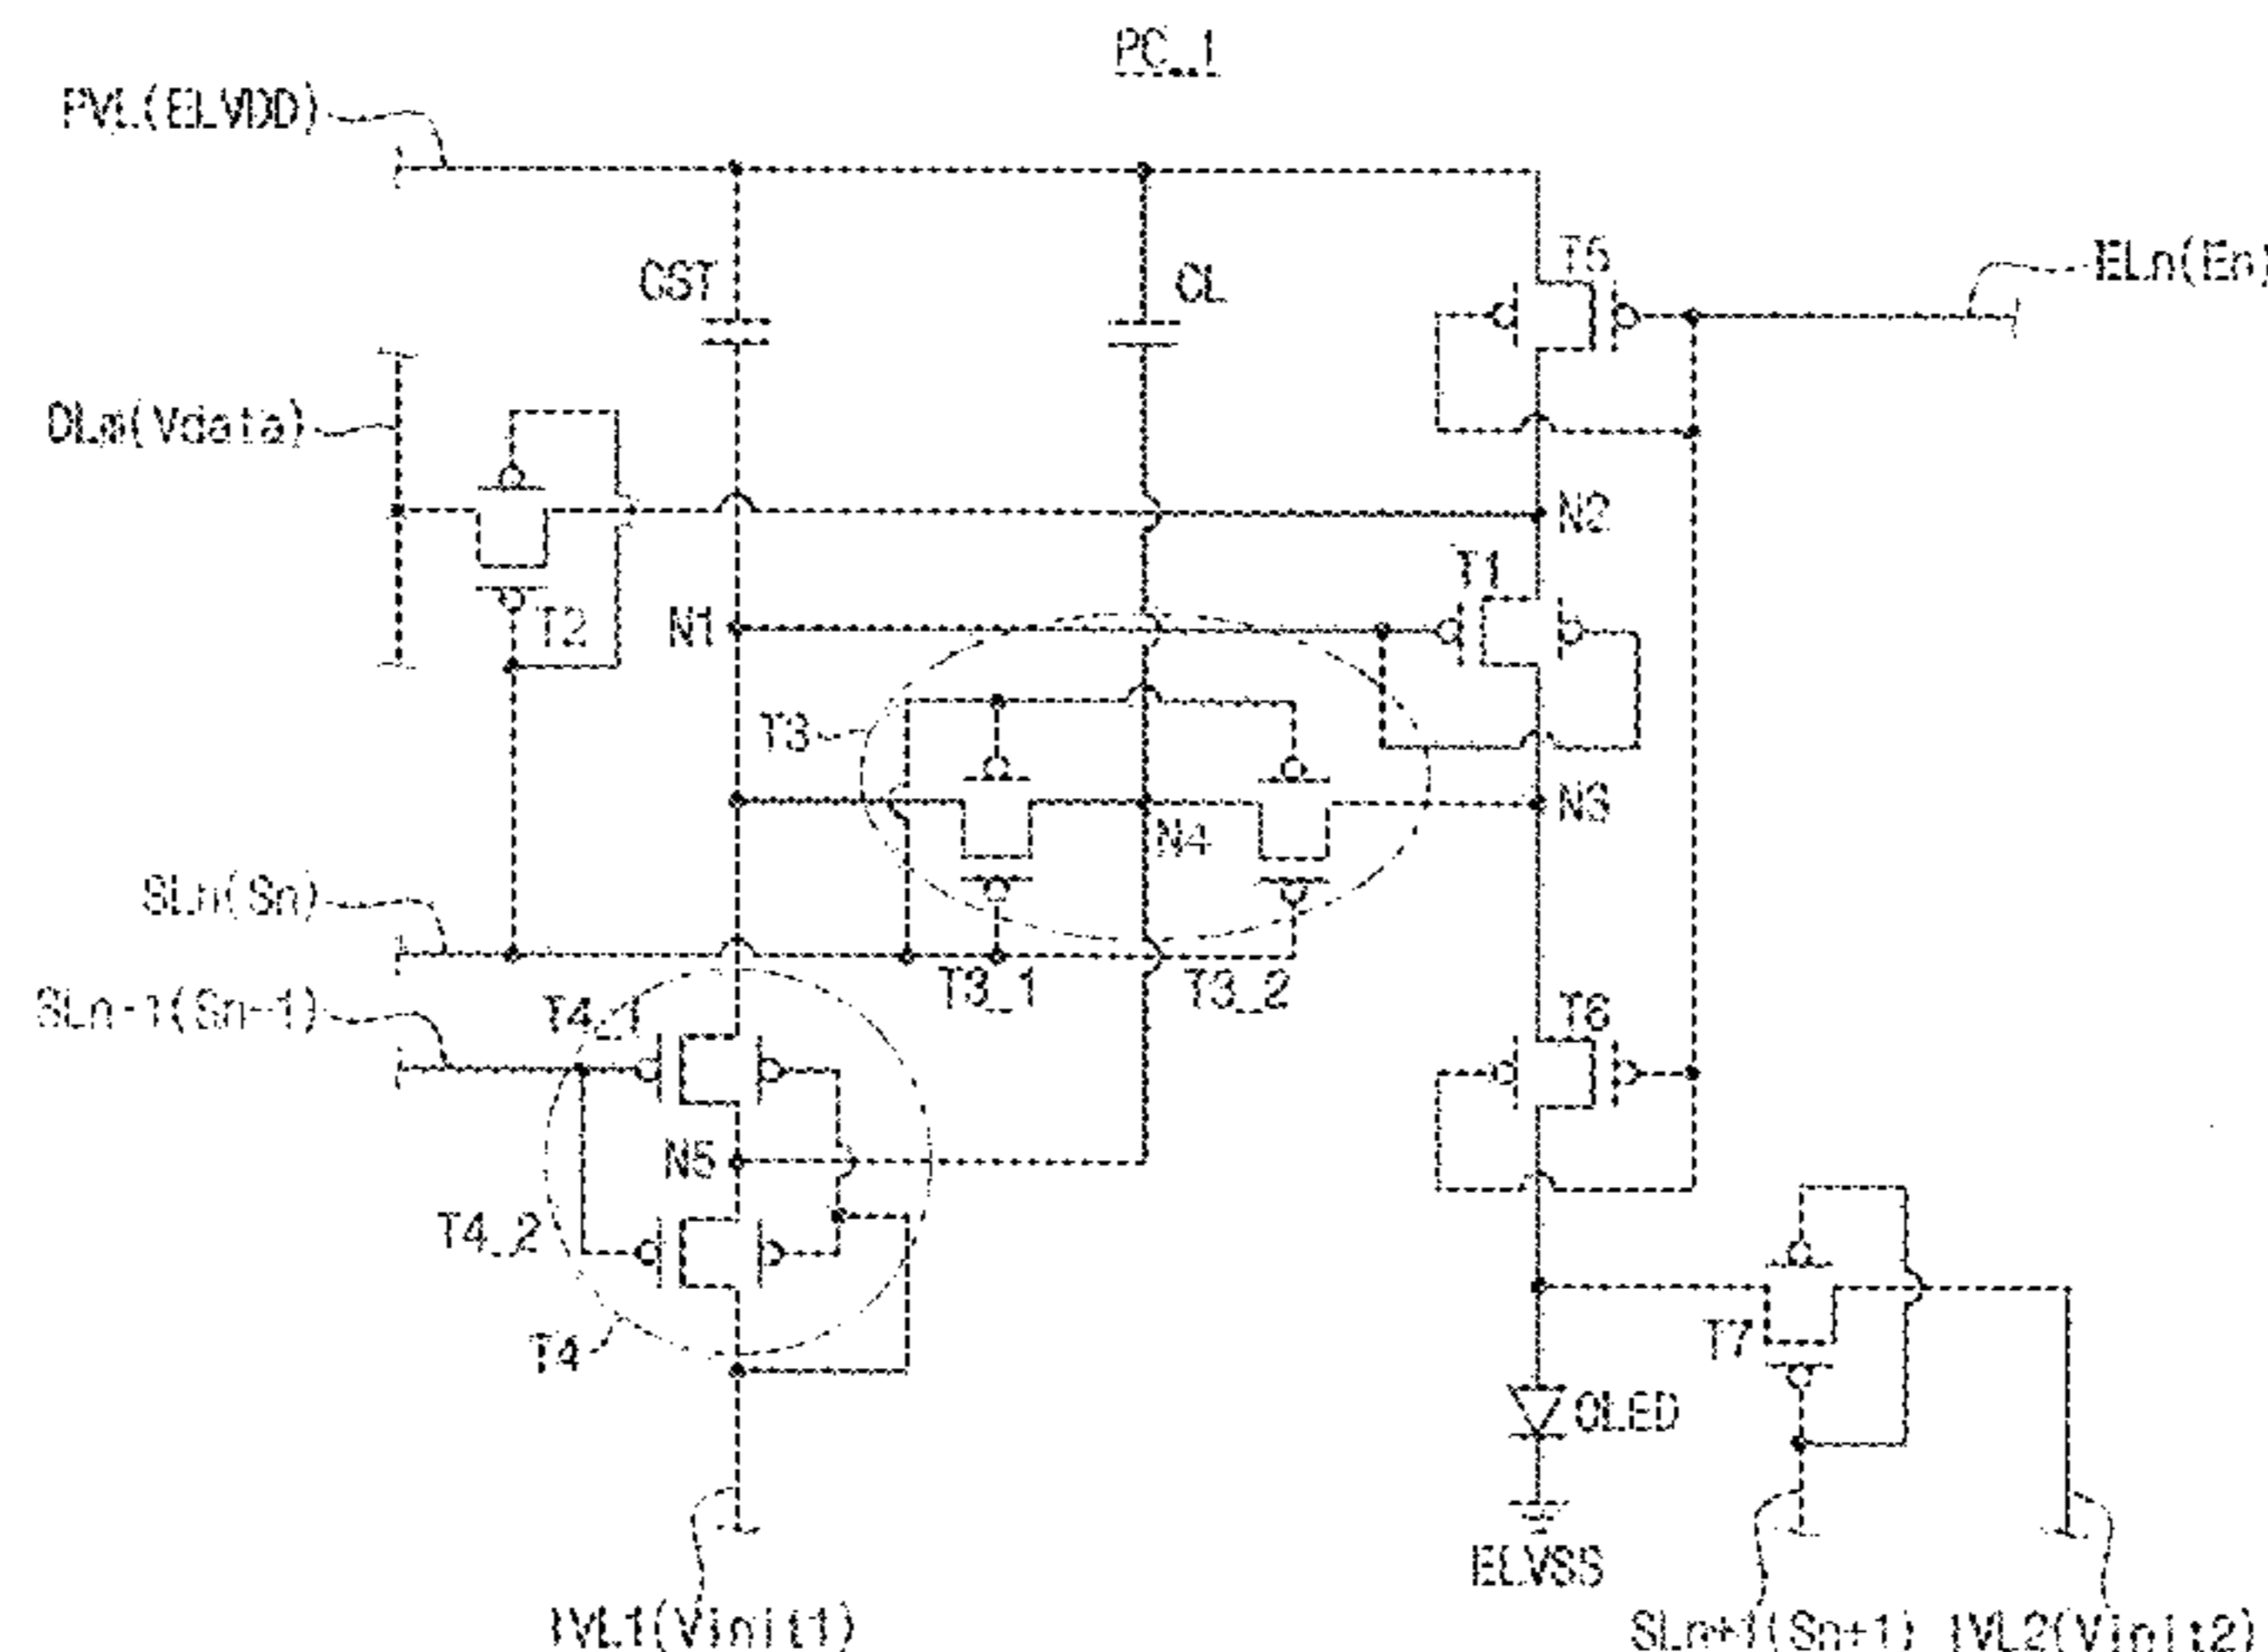 PC_1
PVL(ELVDD)
T5
ELn(En)
CST
CL
DLm(Vdata)
N2
T1
T2
N1
T3
N3
N4
SLn(Sn)
T3_1
T3_2
SLn-1(Sn-1)
T4_1
T6
N5
T4_2
T7
T4
OLED
ELVSS
IVL1(Vinit1)
SLn+1(Sn+1)
IVL2(Vinit2)